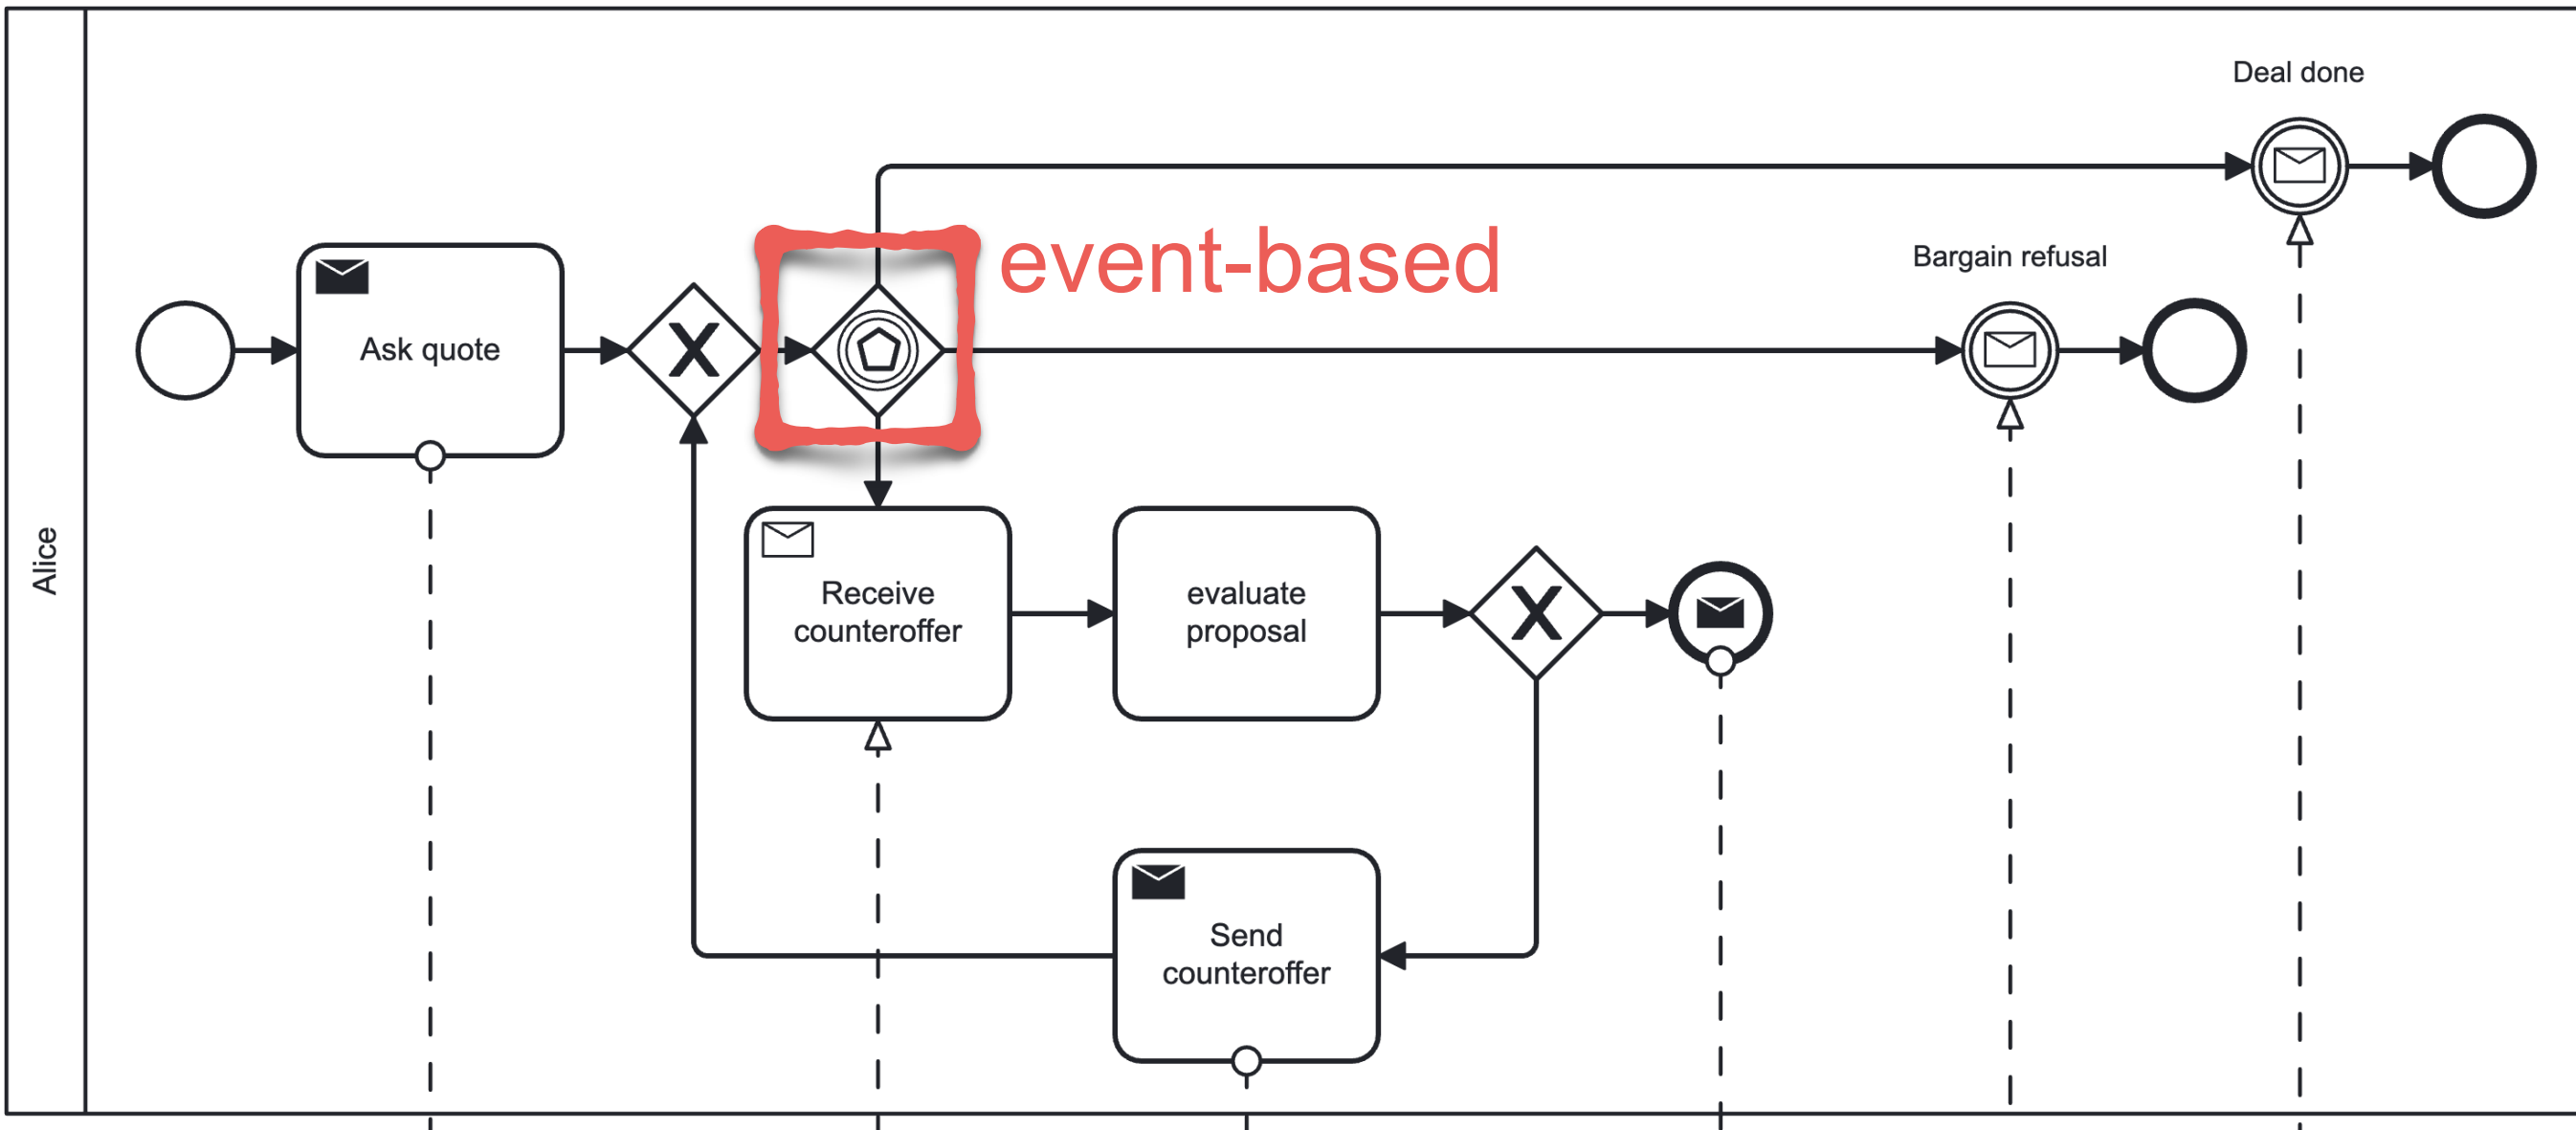 Deal done
event-based
Bargain refusal
Ask quote
Alice
Receive
counteroffer
evaluate
proposal
Send
counteroffer